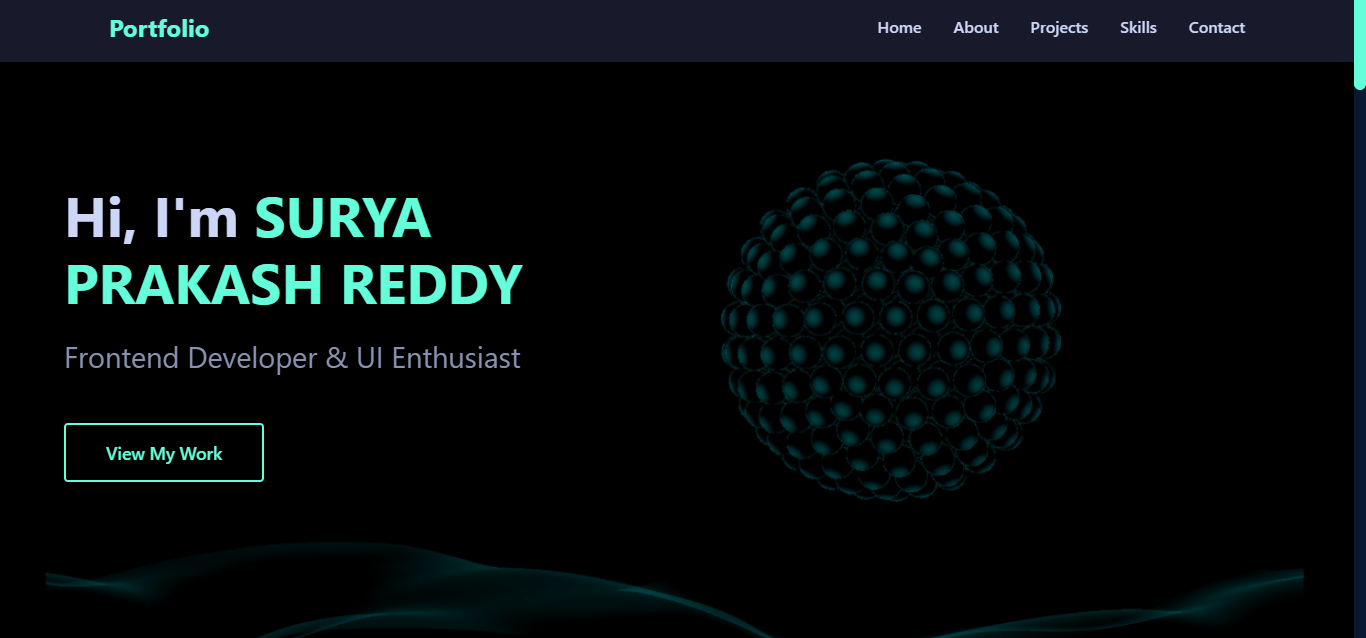 Portfolio
Home About Projects Skills Contact
Hi, I'm SURYA
PRAKASH REDDY
Frontend Developer & UI Enthusiast
View My Work